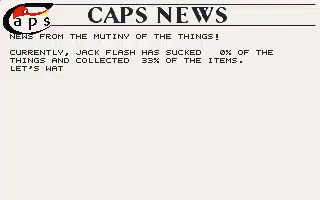 caps
CAPS NEWS
NEWS FROM THE MUTINY OF THE THINGS!
CURRENTLY, JACK FLASH HAS SUCKED   0% OF THE
THINGS AND COLLECTED  33% OF THE ITEMS.
LET'S WAT